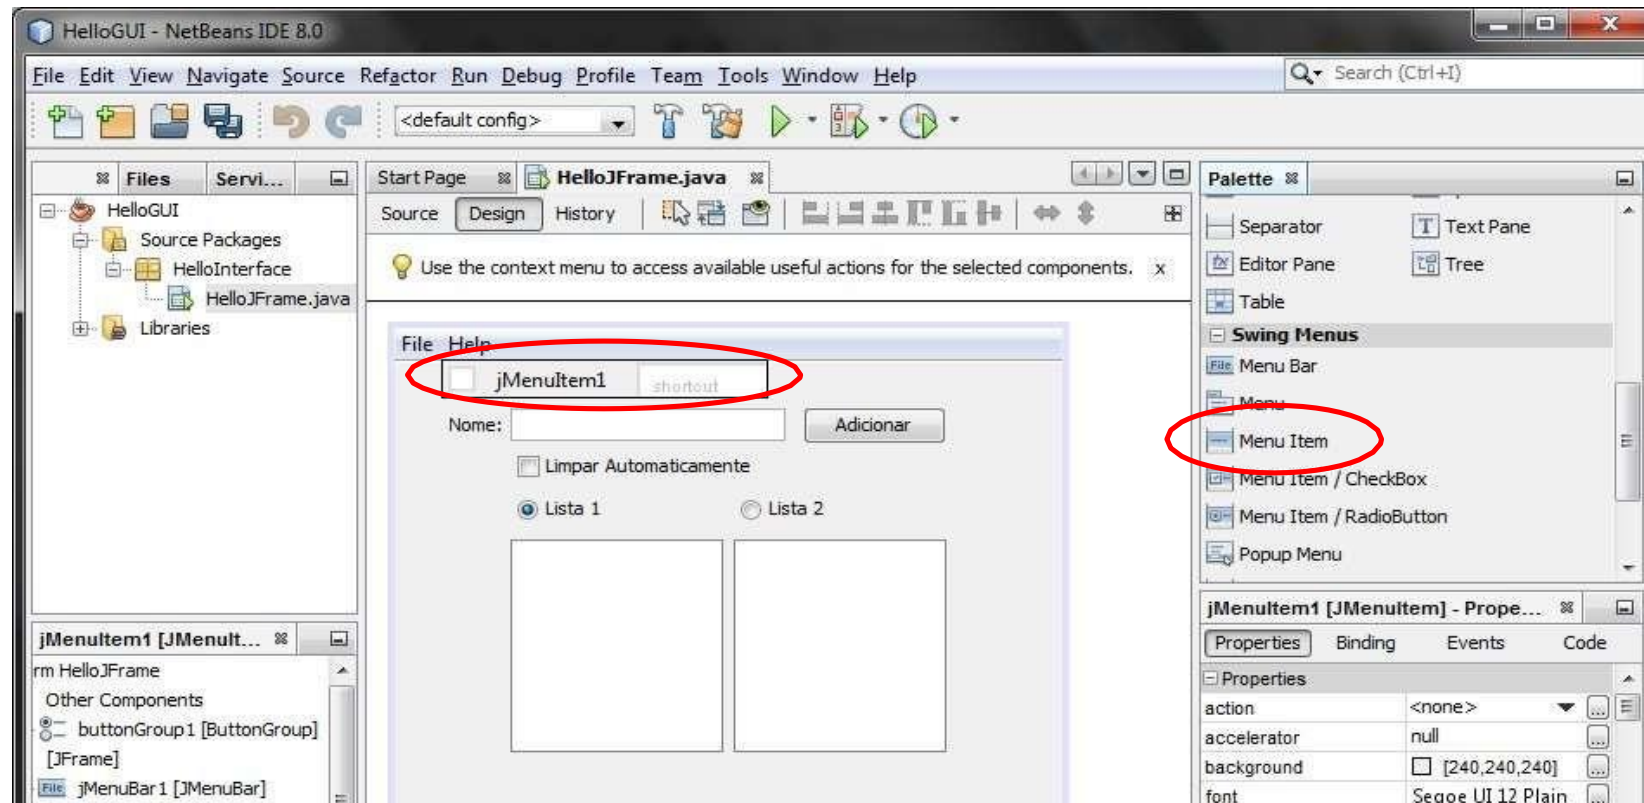 HelloGUI - NetBeans IDE 8.0
File Edit View Navigate Source Refactor Run Debug Profile Team Tools Window Help
Search (Ctrl+I)
<default config>
Files Servi...
HelloGUI
Source Packages
HelloInterface
HelloJFrame.java
Libraries
Start Page HelloJFrame.java
Source Design History
Use the context menu to access available useful actions for the selected components. x
File Help
jMenuItem1 shortcut
Nome: Adicionar
Limpar Automaticamente
Lista 1 Lista 2
Palette
Separator Text Pane
Editor Pane Tree
Table
Swing Menus
File Menu Bar
Menu
Menu Item
Menu Item / CheckBox
Menu Item / RadioButton
Popup Menu
jMenuItem1 [JMenuIt...
rm HelloJFrame
Other Components
buttonGroup1 [ButtonGroup]
[JFrame]
File jMenuBar1 [JMenuBar]
jMenuItem1 [JMenuItem] - Prope...
Properties Binding Events Code
Properties
action <none> ...
accelerator null ...
background [240,240,240] ...
font Segoe UI 12 Plain ...